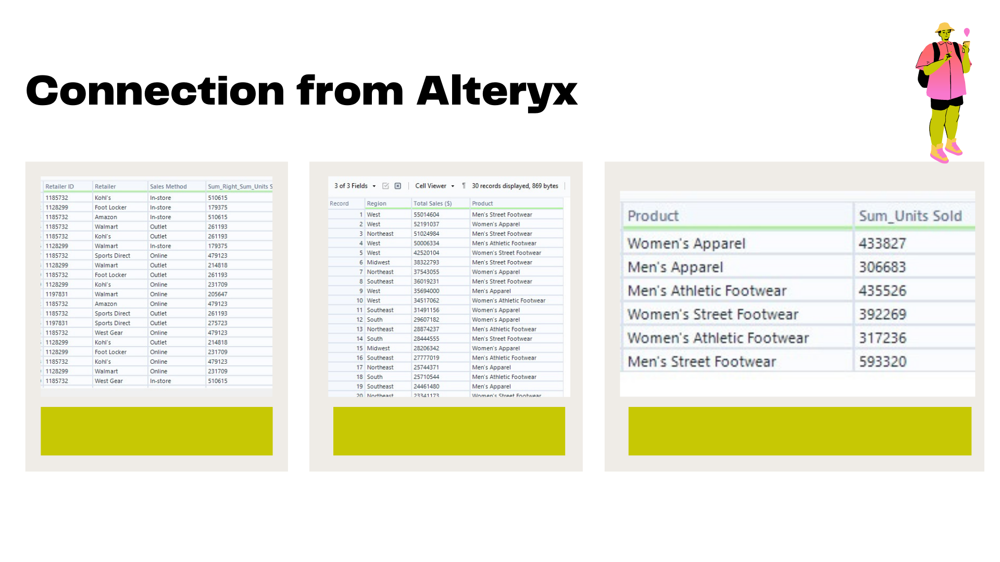 Connection from Alteryx
Retailer ID Retailer Sales Method Sum_Right_Sum_Units S
1185732 Kohl's In-store 510615
1128299 Foot Locker In-store 179375
1185732 Amazon In-store 510615
1185732 Walmart Outlet 261193
1185732 Kohl's Outlet 261193
1128299 Walmart In-store 179375
1185732 Sports Direct Online 479123
1128299 Walmart Outlet 214818
1185732 Foot Locker Outlet 261193
1128299 Kohl's Online 231709
1197831 Walmart Online 205647
1185732 Amazon Online 479123
1185732 Sports Direct Outlet 261193
1197831 Sports Direct Outlet 275723
1185732 West Gear Online 479123
1128299 Kohl's Outlet 214818
1128299 Foot Locker Online 231709
1185732 Kohl's Online 479123
1128299 Walmart Online 231709
1185732 West Gear In-store 510615
3 of 3 Fields Cell Viewer ¶ 30 records displayed, 869 bytes
Record Region Total Sales ($) Product
1 West 55014604 Men's Street Footwear
2 West 52191037 Women's Apparel
3 Northeast 51024984 Men's Street Footwear
4 West 50006334 Men's Athletic Footwear
5 West 42520104 Women's Street Footwear
6 Midwest 38322793 Men's Street Footwear
7 Northeast 37543055 Women's Apparel
8 Southeast 36019231 Men's Street Footwear
9 West 35694000 Men's Apparel
10 West 34517062 Women's Athletic Footwear
11 Southeast 31491156 Women's Apparel
12 South 29607182 Women's Apparel
13 Northeast 28874237 Men's Athletic Footwear
14 South 28444555 Men's Street Footwear
15 Midwest 28206342 Women's Apparel
16 Southeast 27777019 Men's Athletic Footwear
17 Northeast 25744371 Men's Apparel
18 South 25710544 Men's Athletic Footwear
19 Southeast 24461480 Men's Apparel
20 Northeast 23341173 Women's Street Footwear
Product Sum_Units Sold
Women's Apparel 433827
Men's Apparel 306683
Men's Athletic Footwear 435526
Women's Street Footwear 392269
Women's Athletic Footwear 317236
Men's Street Footwear 593320